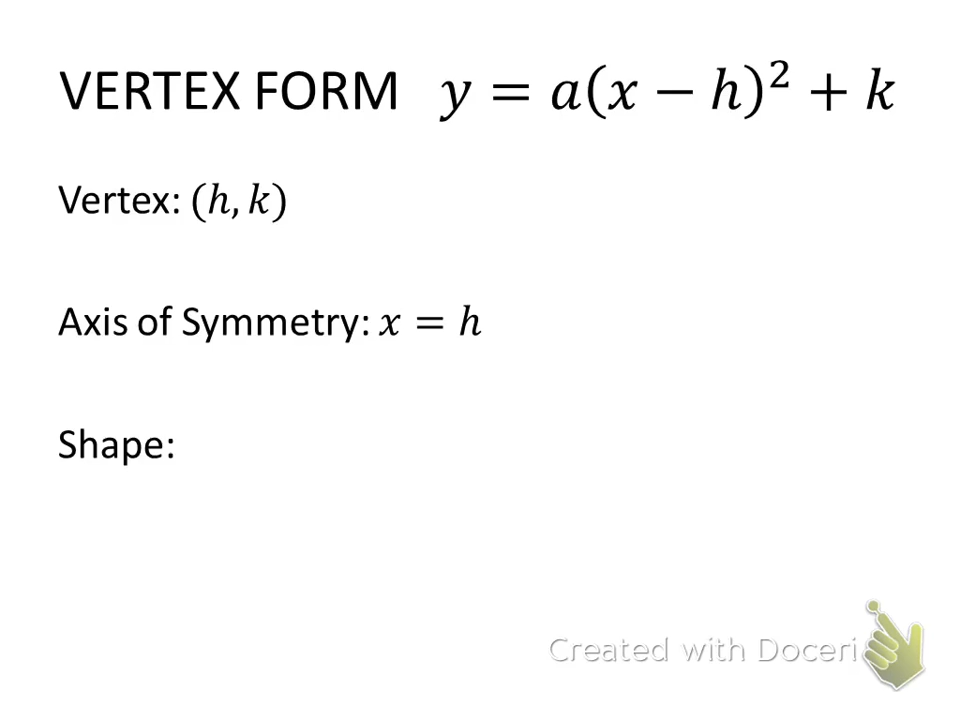 VERTEX FORM y = a(x − h)² + k
Vertex: (h, k)
Axis of Symmetry: x = h
Shape:
Created with Doceri